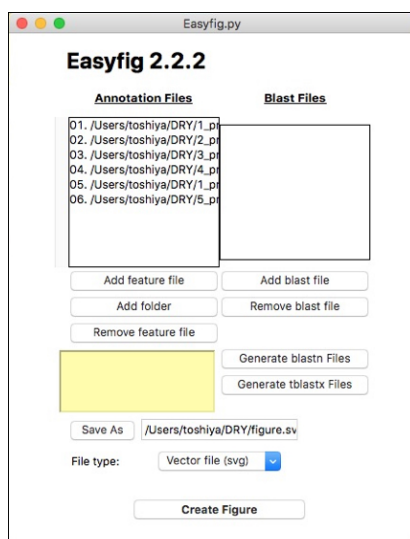 Easyfig.py
Easyfig 2.2.2
Annotation Files
Blast Files
01. /Users/toshiya/DRY/1_pr
02. /Users/toshiya/DRY/2_pr
03. /Users/toshiya/DRY/3_pr
04. /Users/toshiya/DRY/4_pr
05. /Users/toshiya/DRY/1_pr
06. /Users/toshiya/DRY/5_pr
Add feature file
Add blast file
Add folder
Remove blast file
Remove feature file
Generate blastn Files
Generate tblastx Files
Save As
/Users/toshiya/DRY/figure.sv
File type:
Vector file (svg)
Create Figure